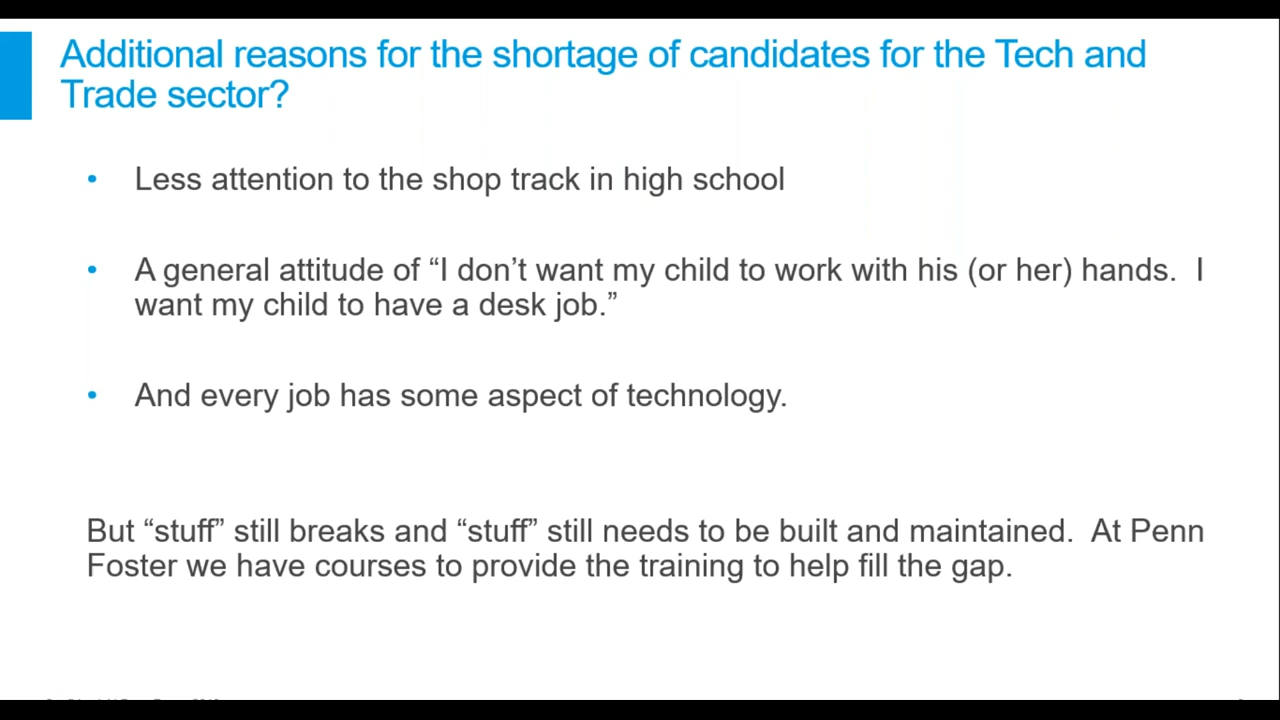 Additional reasons for the shortage of candidates for the Tech and
Trade sector?
• Less attention to the shop track in high school
• A general attitude of “I don’t want my child to work with his (or her) hands.  I
want my child to have a desk job.”
• And every job has some aspect of technology.
But “stuff” still breaks and “stuff” still needs to be built and maintained.  At Penn
Foster we have courses to provide the training to help fill the gap.